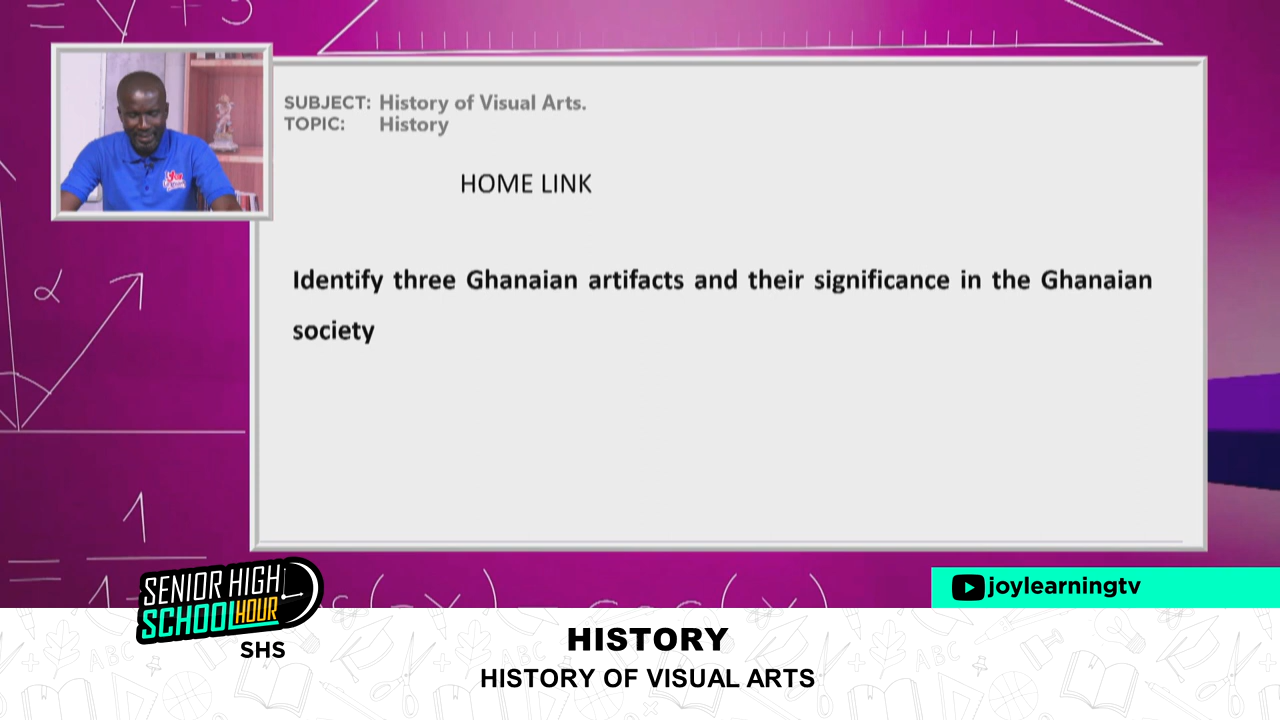 SUBJECT: History of Visual Arts.
TOPIC: History
HOME LINK
Identify three Ghanaian artifacts and their significance in the Ghanaian
society
SENIOR HIGH
SCHOOL HOUR
SHS
joylearningtv
HISTORY
HISTORY OF VISUAL ARTS